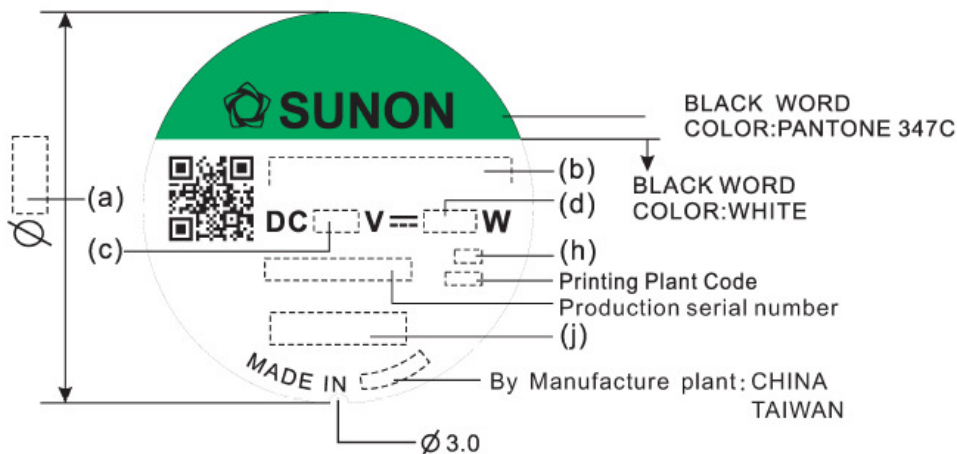 SUNON
BLACK WORD
COLOR:PANTONE 347C
BLACK WORD
COLOR:WHITE
(a)
Ø
(b)
DC V W
(d)
(c)
(h)
Printing Plant Code
Production serial number
(j)
MADE IN
By Manufacture plant: CHINA
TAIWAN
Ø 3.0